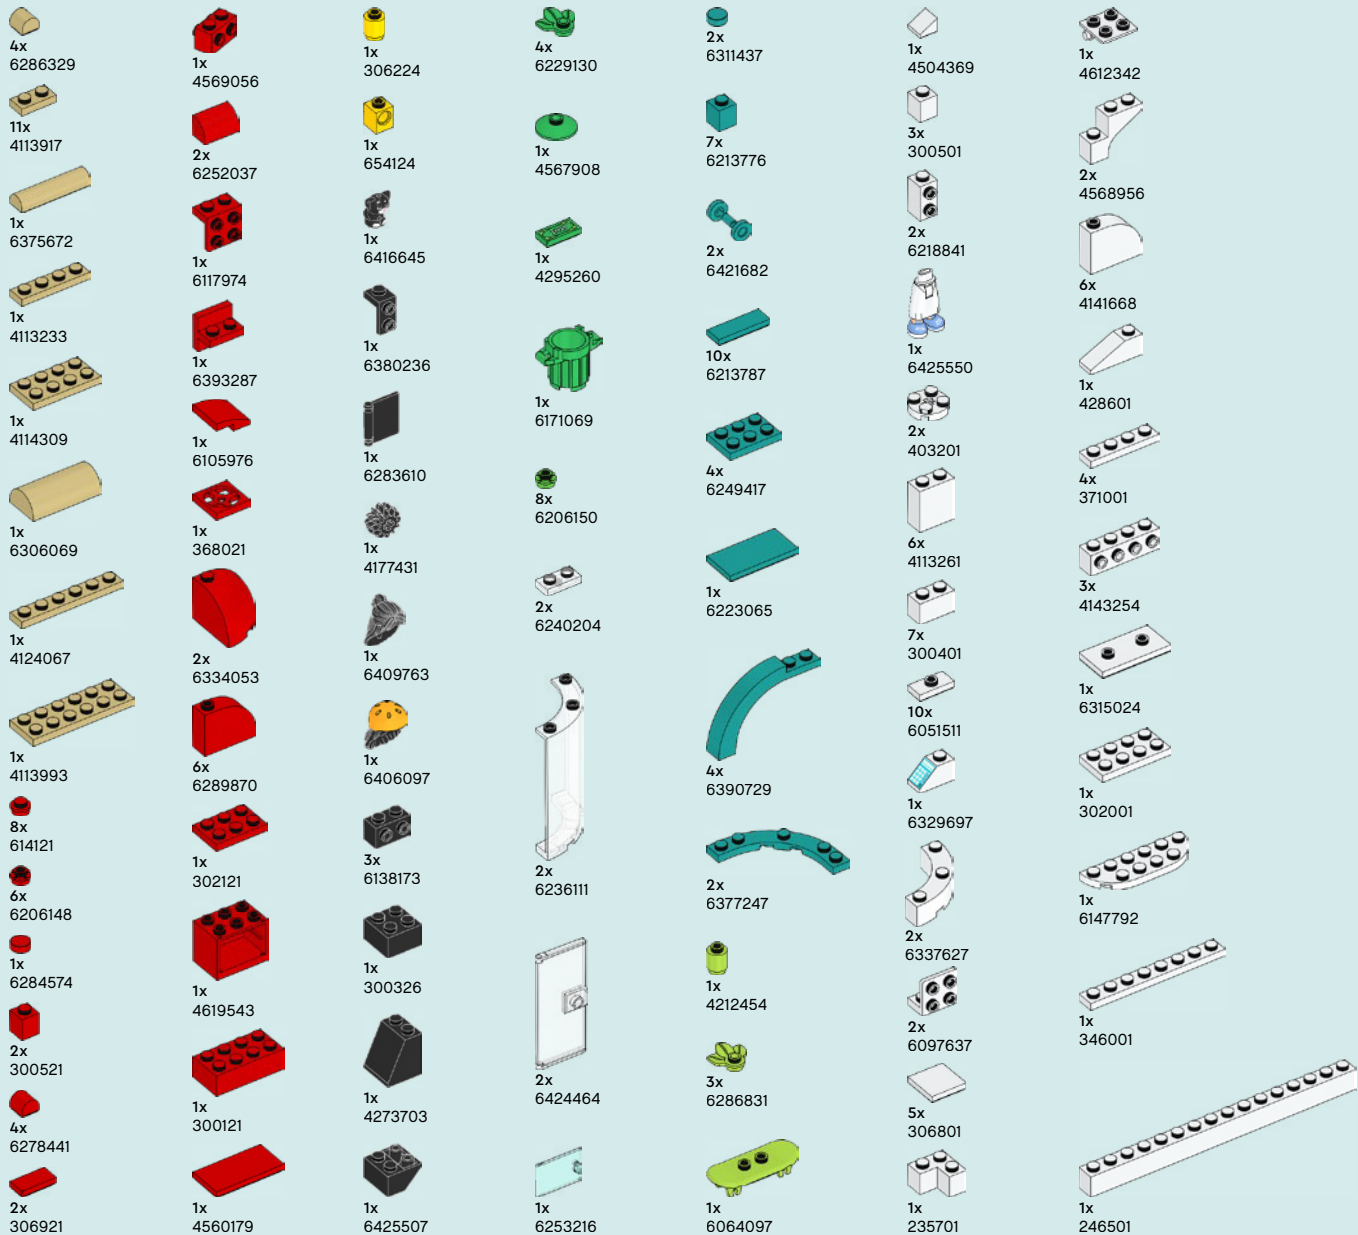 4x
6286329
11x
4113917
1x
6375672
1x
4113233
1x
4114309
1x
6306069
1x
4124067
1x
4113993
8x
614121
6x
6206148
1x
6284574
2x
300521
4x
6278441
2x
306921
1x
4569056
2x
6252037
1x
6117974
1x
6393287
1x
6105976
1x
368021
2x
6334053
6x
6289870
1x
302121
1x
4619543
1x
300121
1x
4560179
1x
306224
1x
654124
1x
6416645
1x
6380236
1x
6283610
1x
4177431
1x
6409763
1x
6406097
3x
6138173
1x
300326
1x
4273703
1x
6425507
4x
6229130
1x
4567908
1x
4295260
1x
6171069
8x
6206150
2x
6240204
2x
6236111
2x
6424464
1x
6253216
2x
6311437
7x
6213776
2x
6421682
10x
6213787
4x
6249417
1x
6223065
4x
6390729
2x
6377247
1x
4212454
3x
6286831
1x
6064097
1x
4504369
3x
300501
2x
6218841
1x
6425550
2x
403201
6x
4113261
7x
300401
10x
6051511
1x
6329697
2x
6337627
2x
6097637
5x
306801
1x
235701
1x
4612342
2x
4568956
6x
4141668
1x
428601
4x
371001
3x
4143254
1x
6315024
1x
302001
1x
6147792
1x
346001
1x
246501